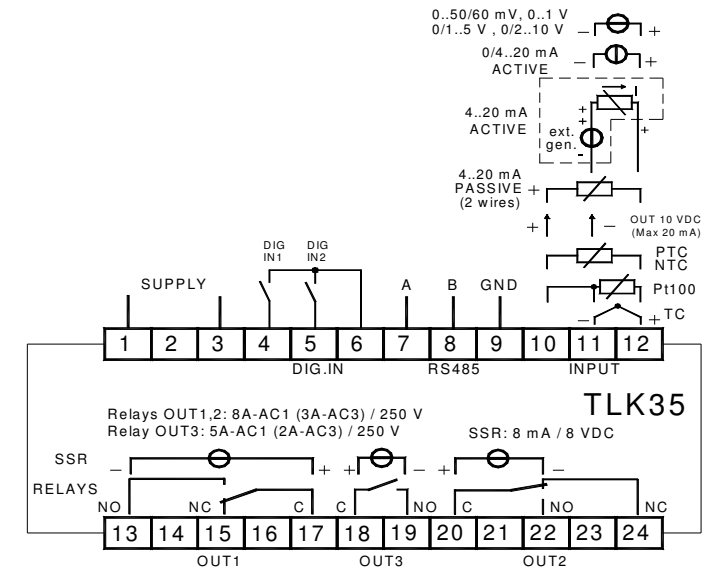 0..50/60 mV, 0..1 V
0/1..5 V , 0/2..10 V
− +
0/4..20 mA
ACTIVE
− +
4..20 mA
ACTIVE
I
+
+
ext.
gen.
-
+
4..20 mA
PASSIVE
(2 wires)
+
+ −
OUT 10 VDC
(Max 20 mA)
PTC
NTC
Pt100
− + TC
SUPPLY
DIG
IN1
DIG
IN2
A B GND
1 2 3 4 5 6 7 8 9 10 11 12
DIG.IN RS485 INPUT
TLK35
Relays OUT1,2: 8A-AC1 (3A-AC3) / 250 V
Relay OUT3: 5A-AC1 (2A-AC3) / 250 V
SSR: 8 mA / 8 VDC
SSR − + + − + −
RELAYS
NO NC C C NO C NO NC
13 14 15 16 17 18 19 20 21 22 23 24
OUT1 OUT3 OUT2